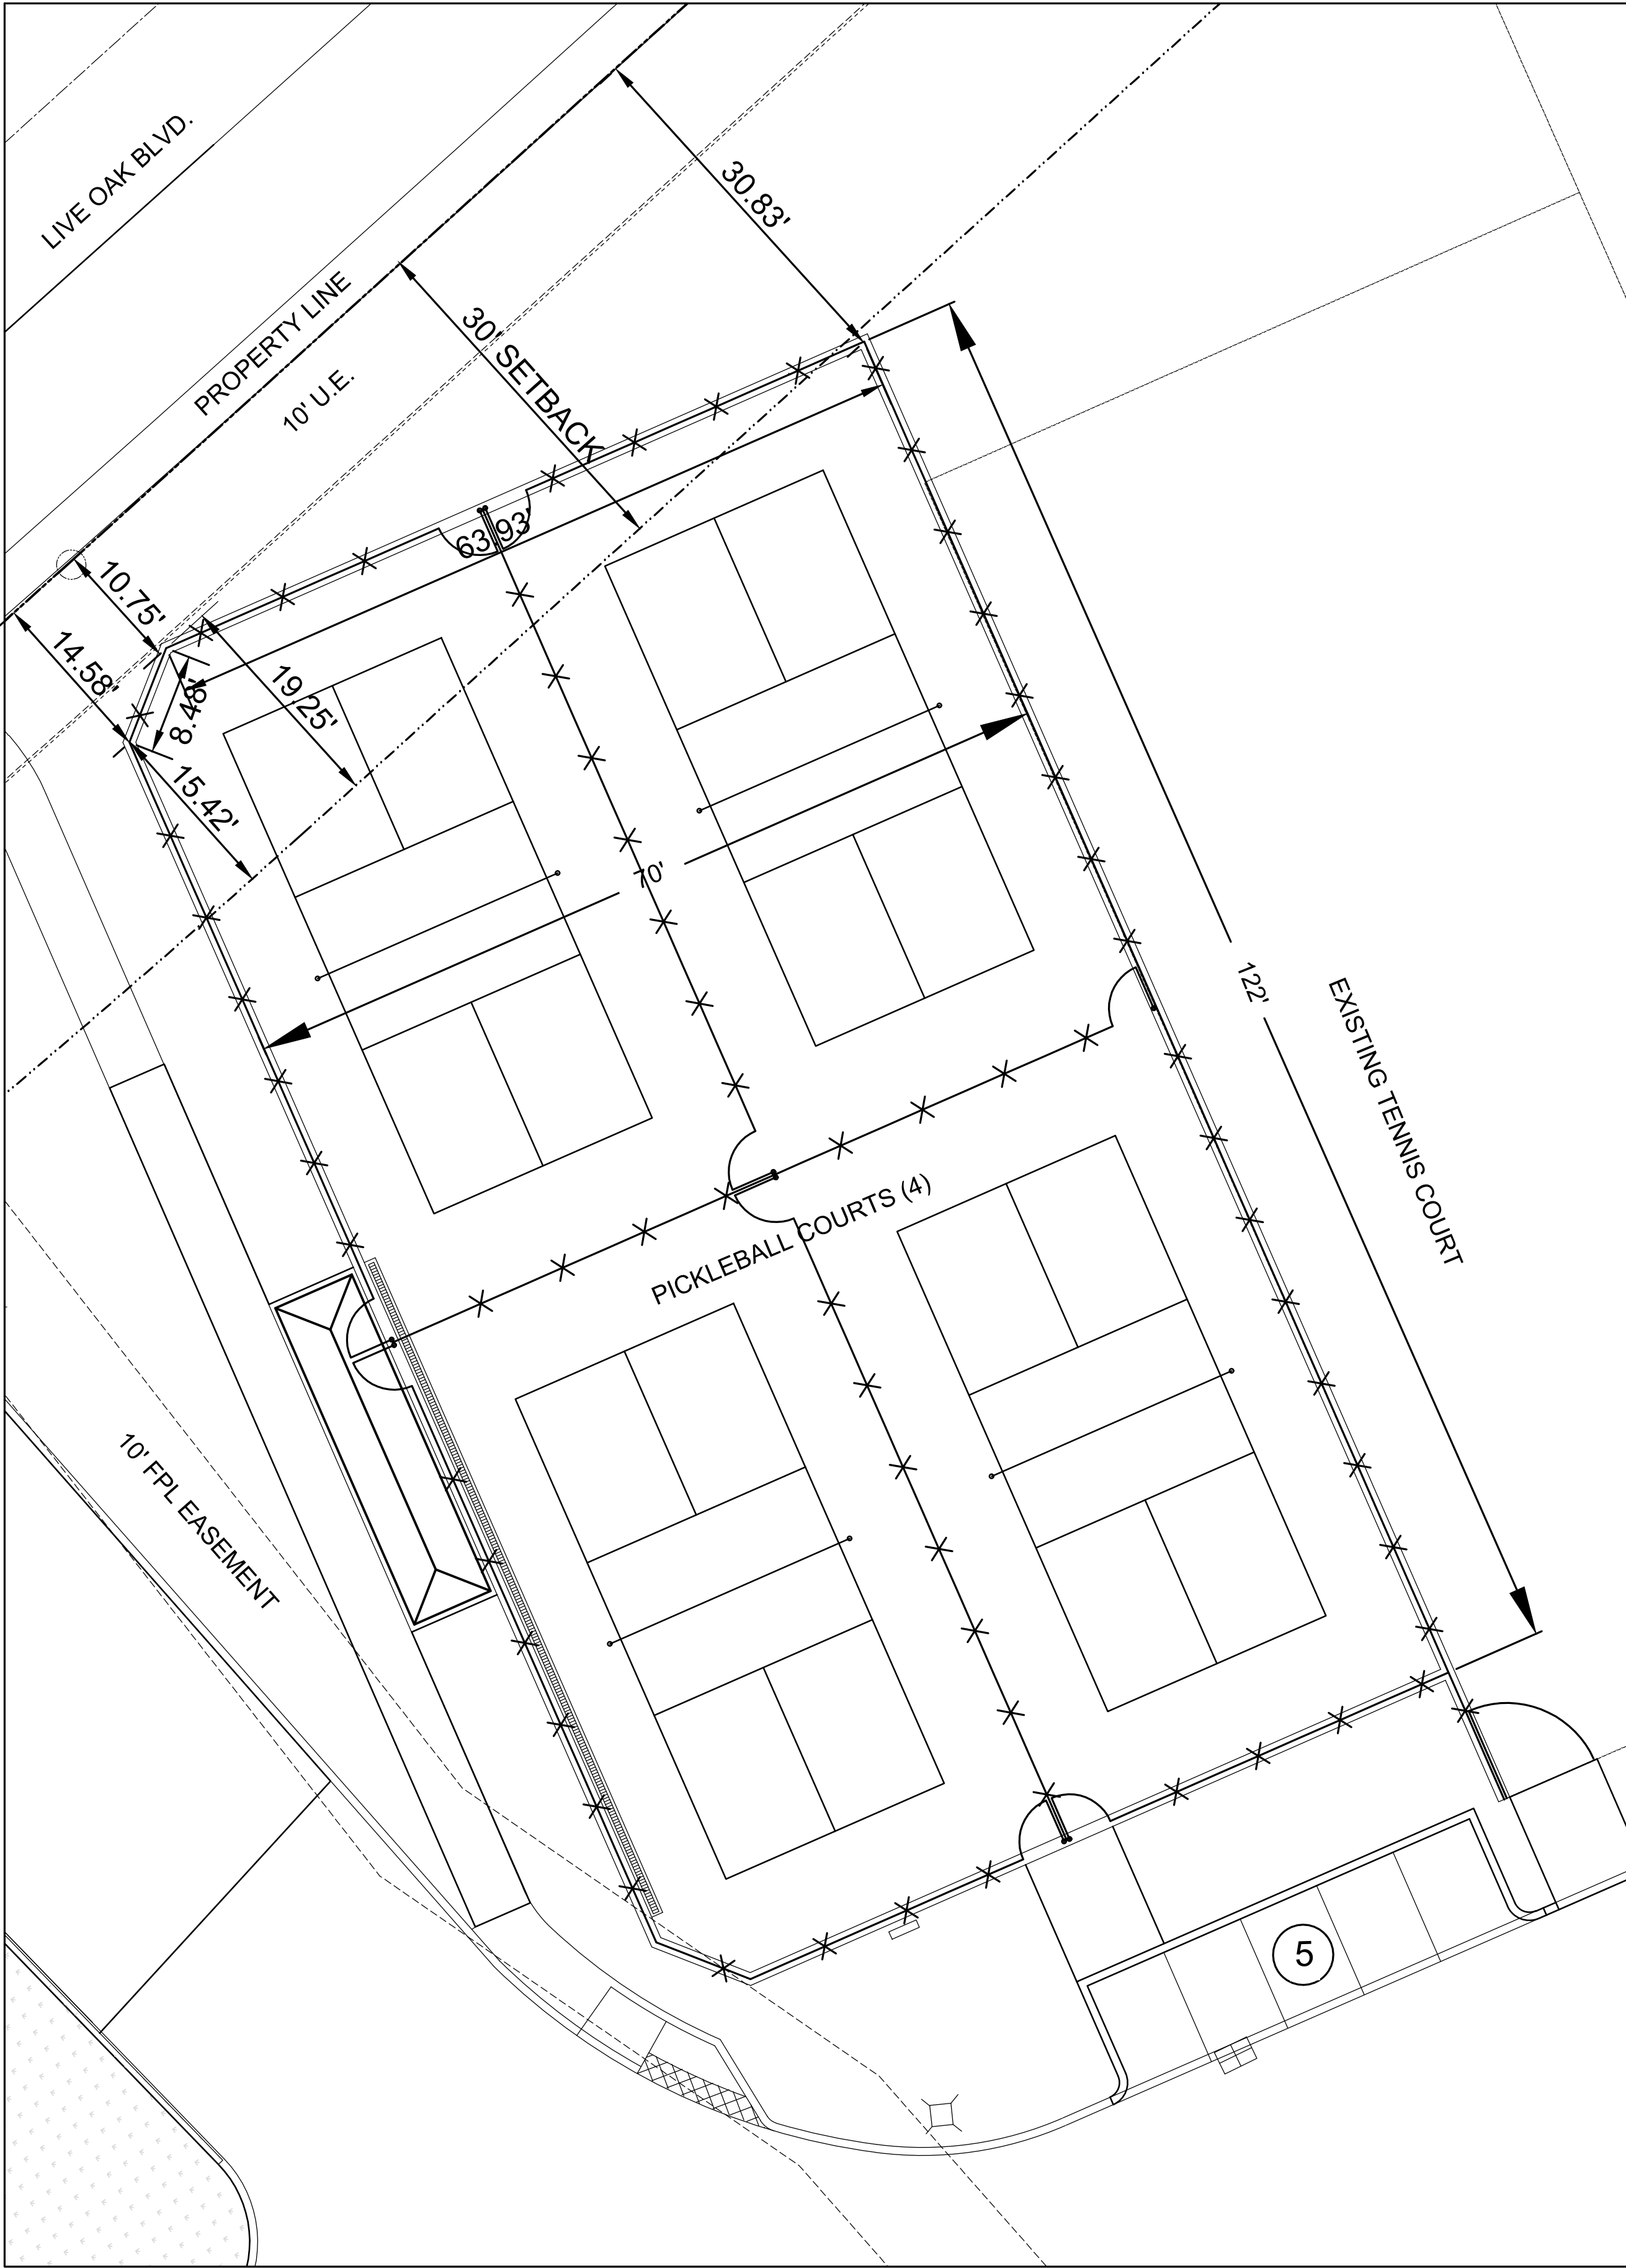 LIVE OAK BLVD.
PROPERTY LINE
10' U.E.
30.83'
30' SETBACK
63.93'
10.75'
14.58'
8.48'
19.25'
15.42'
70'
122'
EXISTING TENNIS COURT
PICKLEBALL COURTS (4)
10' FPL EASEMENT
5